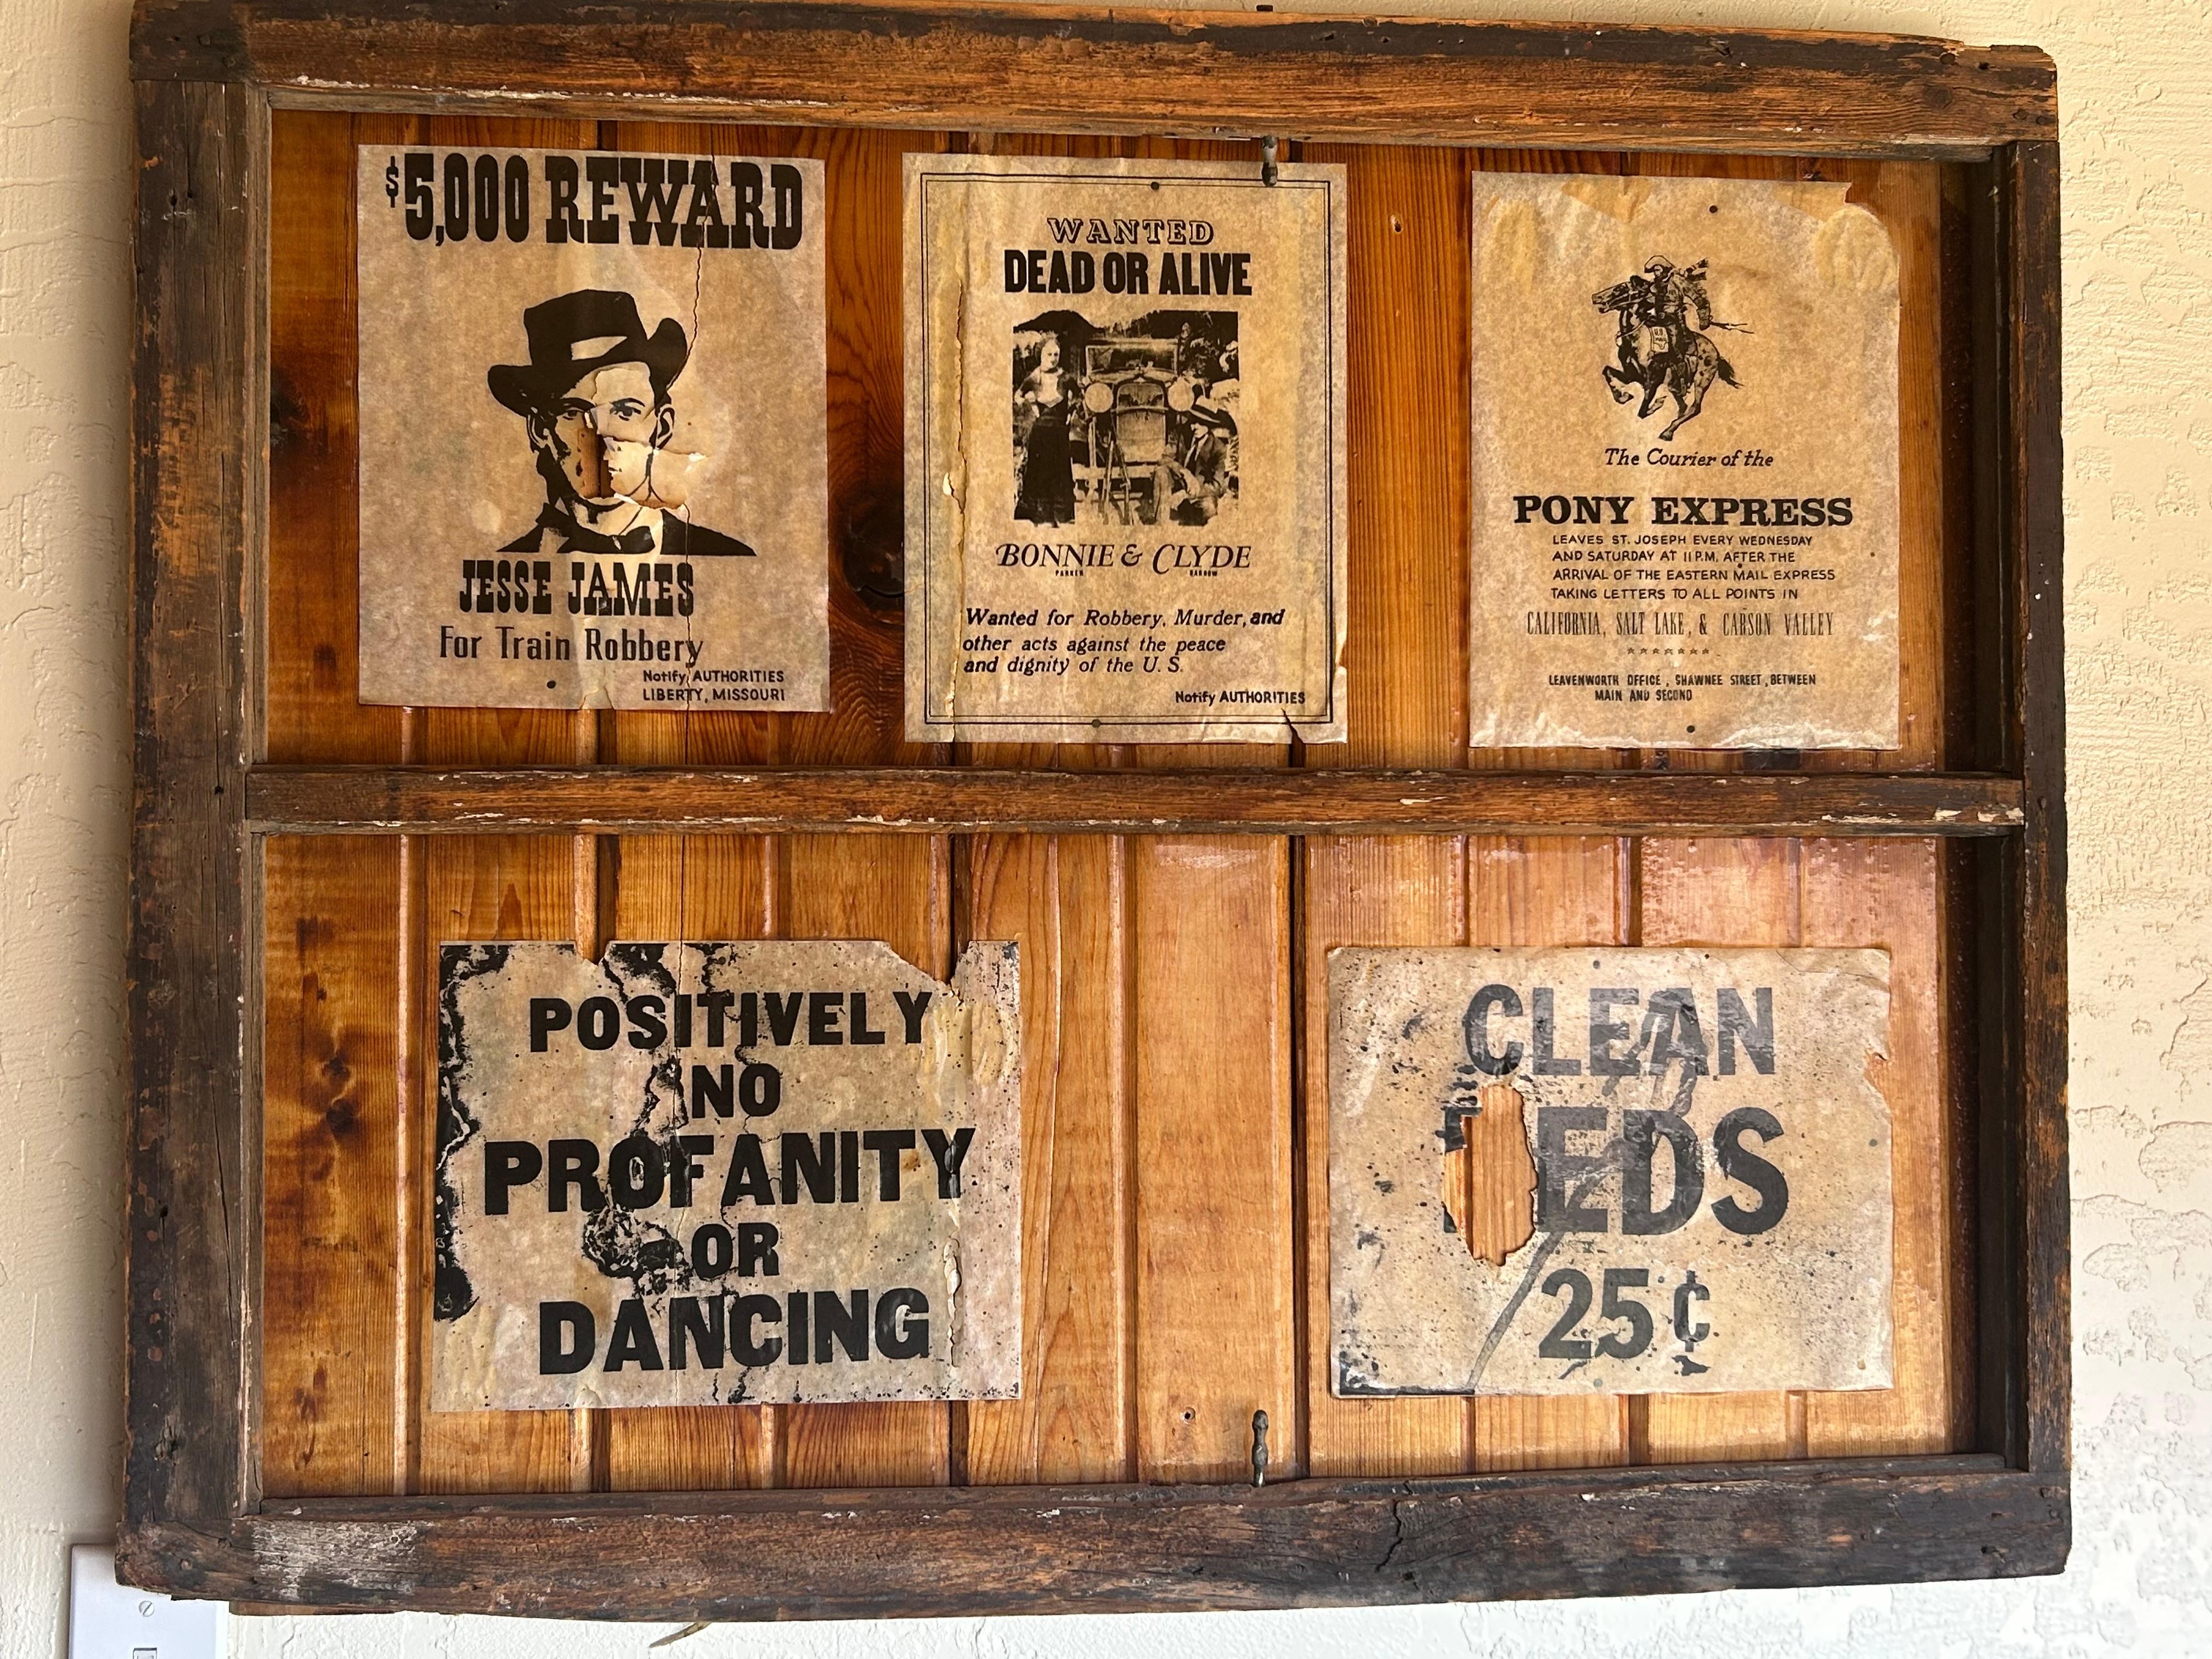 $5,000 REWARD
JESSE JAMES
For Train Robbery
Notify AUTHORITIES
LIBERTY, MISSOURI
WANTED
DEAD OR ALIVE
BONNIE & CLYDE
PARKER BARROW
Wanted for Robbery, Murder, and
other acts against the peace
and dignity of the U. S.
Notify AUTHORITIES
The Courier of the
PONY EXPRESS
LEAVES ST. JOSEPH EVERY WEDNESDAY
AND SATURDAY AT 11 P.M. AFTER THE
ARRIVAL OF THE EASTERN MAIL EXPRESS
TAKING LETTERS TO ALL POINTS IN
CALIFORNIA, SALT LAKE, & CARSON VALLEY
*******
LEAVENWORTH OFFICE, SHAWNEE STREET, BETWEEN
MAIN AND SECOND
POSITIVELY
NO
PROFANITY
OR
DANCING
CLEAN
EDS
25¢